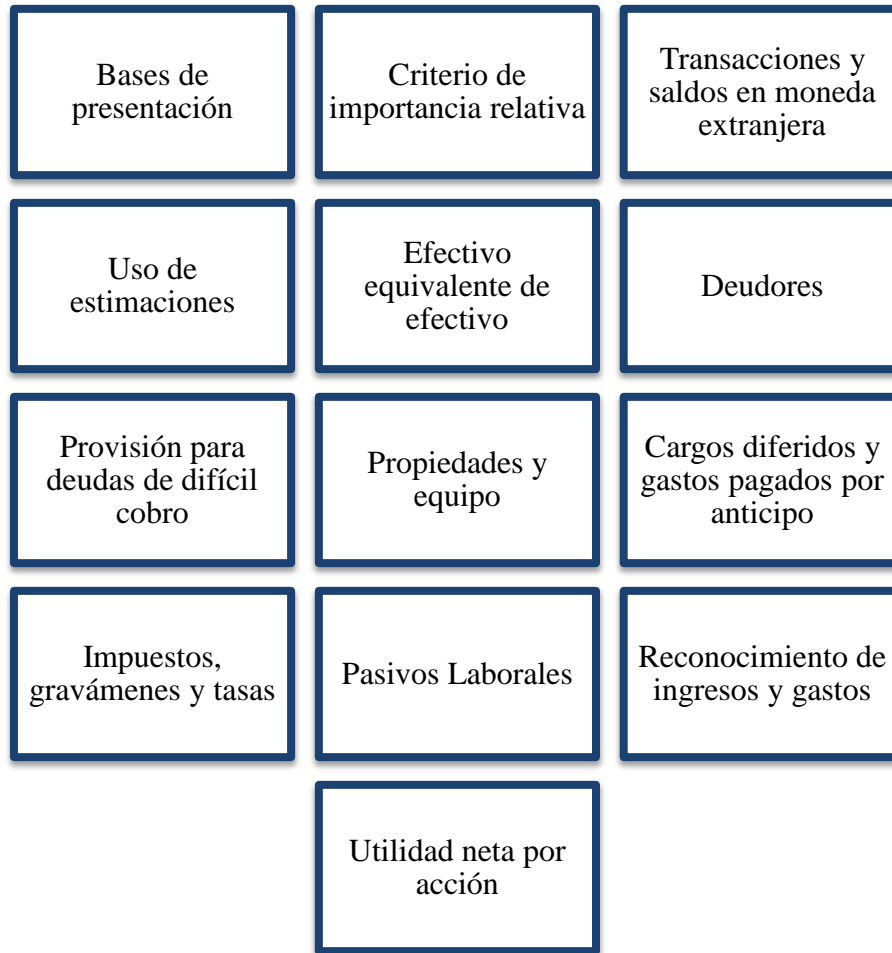 Bases de
presentación
Criterio de
importancia relativa
Transacciones y
saldos en moneda
extranjera
Uso de
estimaciones
Efectivo
equivalente de
efectivo
Deudores
Provisión para
deudas de difícil
cobro
Propiedades y
equipo
Cargos diferidos y
gastos pagados por
anticipo
Impuestos,
gravámenes y tasas
Pasivos Laborales
Reconocimiento de
ingresos y gastos
Utilidad neta por
acción